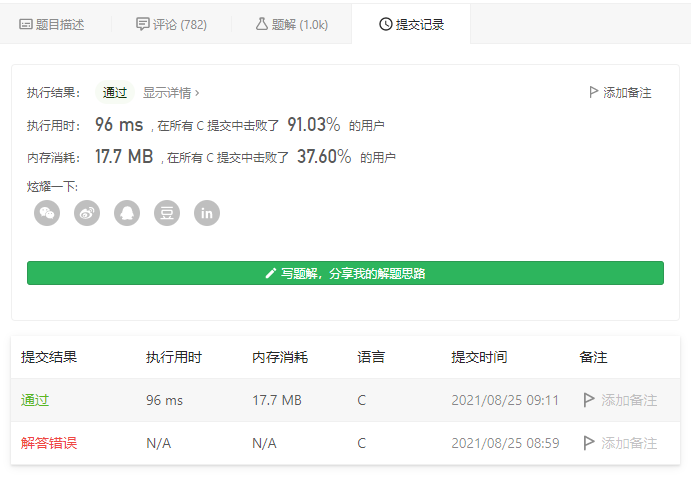 题目描述 评论 (782) 题解 (1.0k) 提交记录
执行结果： 通过 显示详情 › 添加备注
执行用时： 96 ms , 在所有 C 提交中击败了 91.03% 的用户
内存消耗： 17.7 MB , 在所有 C 提交中击败了 37.60% 的用户
炫耀一下:
豆 in
写题解，分享我的解题思路
提交结果 执行用时 内存消耗 语言 提交时间 备注
通过 96 ms 17.7 MB C 2021/08/25 09:11 添加备注
解答错误 N/A N/A C 2021/08/25 08:59 添加备注